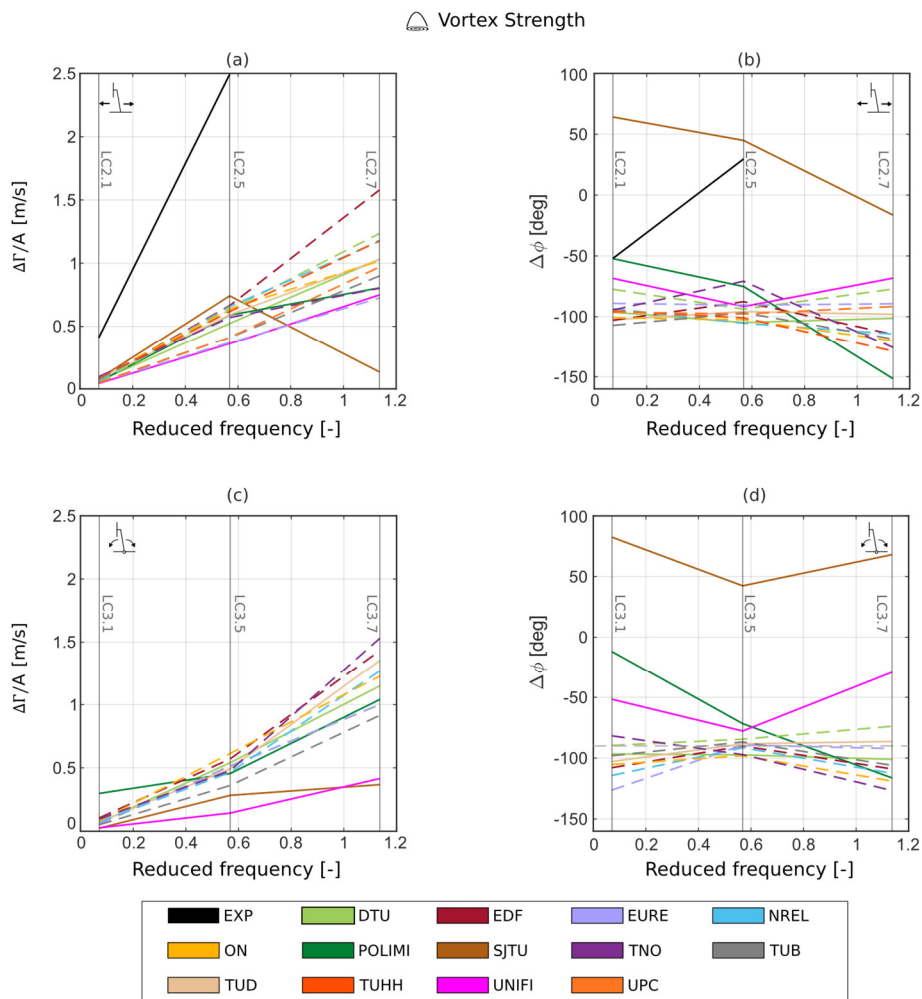 Vortex Strength
(a)
2.5
2
1.5
1
0.5
0
ΔΓ/A [m/s]
LC2.1
LC2.5
LC2.7
0 0.2 0.4 0.6 0.8 1 1.2
Reduced frequency [-]
(b)
100
50
0
-50
-100
-150
Δϕ [deg]
LC2.1
LC2.5
LC2.7
0 0.2 0.4 0.6 0.8 1 1.2
Reduced frequency [-]
(c)
2.5
2
1.5
1
0.5
0
ΔΓ/A [m/s]
LC3.1
LC3.5
LC3.7
0 0.2 0.4 0.6 0.8 1 1.2
Reduced frequency [-]
(d)
100
50
0
-50
-100
-150
Δϕ [deg]
LC3.1
LC3.5
LC3.7
0 0.2 0.4 0.6 0.8 1 1.2
Reduced frequency [-]
EXP DTU EDF EURE NREL
ON POLIMI SJTU TNO TUB
TUD TUHH UNIFI UPC